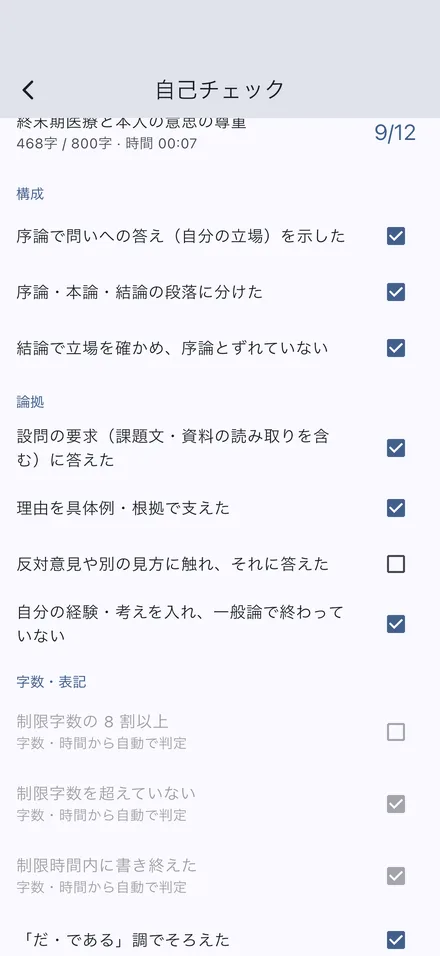 自己チェック
終末期医療と本人の意思の尊重
468字 / 800字 · 時間 00:07
9/12
構成
序論で問いへの答え（自分の立場）を示した
序論・本論・結論の段落に分けた
結論で立場を確かめ、序論とずれていない
論拠
設問の要求（課題文・資料の読み取りを含
む）に答えた
理由を具体例・根拠で支えた
反対意見や別の見方に触れ、それに答えた
自分の経験・考えを入れ、一般論で終わって
いない
字数・表記
制限字数の 8 割以上
字数・時間から自動で判定
制限字数を超えていない
字数・時間から自動で判定
制限時間内に書き終えた
字数・時間から自動で判定
「だ・である」調でそろえた